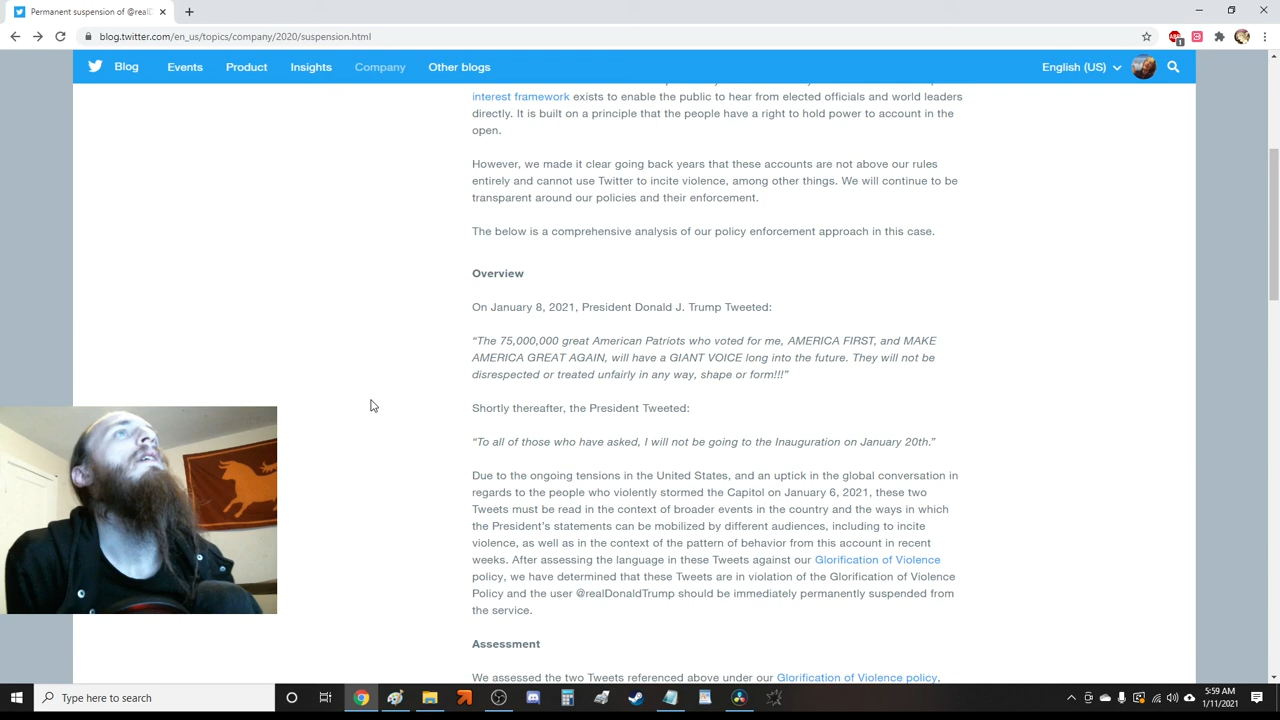 Permanent suspension of @realD
blog.twitter.com/en_us/topics/company/2020/suspension.html
1
Blog Events Product Insights Company Other blogs English (US)
interest framework exists to enable the public to hear from elected officials and world leaders
directly. It is built on a principle that the people have a right to hold power to account in the
open.
However, we made it clear going back years that these accounts are not above our rules
entirely and cannot use Twitter to incite violence, among other things. We will continue to be
transparent around our policies and their enforcement.
The below is a comprehensive analysis of our policy enforcement approach in this case.
Overview
On January 8, 2021, President Donald J. Trump Tweeted:
“The 75,000,000 great American Patriots who voted for me, AMERICA FIRST, and MAKE
AMERICA GREAT AGAIN, will have a GIANT VOICE long into the future. They will not be
disrespected or treated unfairly in any way, shape or form!!!”
Shortly thereafter, the President Tweeted:
“To all of those who have asked, I will not be going to the Inauguration on January 20th.”
Due to the ongoing tensions in the United States, and an uptick in the global conversation in
regards to the people who violently stormed the Capitol on January 6, 2021, these two
Tweets must be read in the context of broader events in the country and the ways in which
the President’s statements can be mobilized by different audiences, including to incite
violence, as well as in the context of the pattern of behavior from this account in recent
weeks. After assessing the language in these Tweets against our Glorification of Violence
policy, we have determined that these Tweets are in violation of the Glorification of Violence
Policy and the user @realDonaldTrump should be immediately permanently suspended from
the service.
Assessment
We assessed the two Tweets referenced above under our Glorification of Violence policy,
Type here to search
5:59 AM
1/11/2021